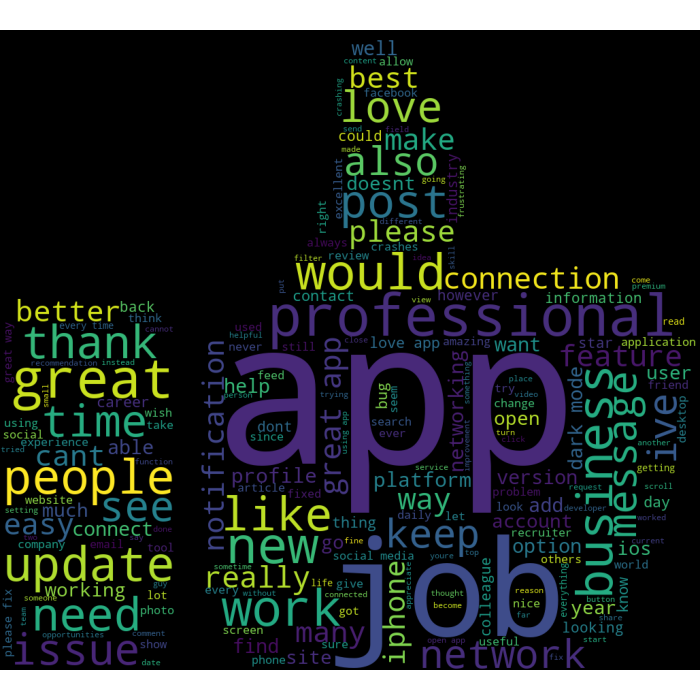 well
content
allow
best
crashing
facebook
love
send
field
could
make
made
going
also
industry
excellent
frustrating
doesnt
right
post
different
please
skill
always
crashes
idea
filter
review
would
connection
come
put
premium
contact
view
however
information
better
back
professional
read
every time
think
used
helpful
close
amazing
star
application
great way
thank
cannot
never
still
love app
want
feature
recommendation
instead
feed
seem
place
user
great
career
help
bug
try
video
friend
small
wish
person
trying
change
time
take
notification
great app
using app
app
networking
something
open
dark mode
business
message
ive
desktop
using
social
dont
search
turn
experience
able
since
ever
improvement
click
another
tried
cant
function
profile
platform
service
version
getting
people
website
article
problem
request
scroll
setting
much
see
fixed
way
look
add
developer
day
easy
connect
like
thing
daily
let
account
worked
done
company
email
say
tool
go
fine
keep
recruiter
option
ios
current
update
guy
new
social media
youre
top
others
world
working
lot
really
sometime
life
give
iphone
appreciate
thought
colleague
reason
nice
everything
year
know
button
please fix
need
photo
every
without
connected
work
got
job
become
far
share
team
opportunities
comment
screen
many
sure
useful
looking
start
issue
show
find
site
open app
network
fix
someone
date
phone